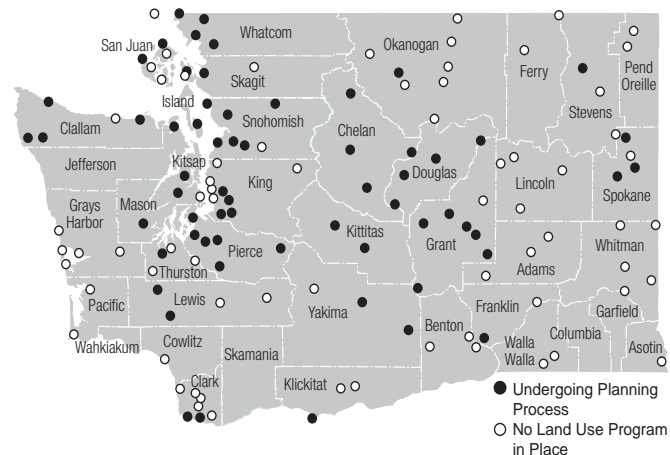 Whatcom
San Juan
Okanogan
Ferry
Pend
Oreille
Skagit
Stevens
Island
Clallam
Snohomish
Chelan
Jefferson
Kitsap
Douglas
Lincoln
Spokane
King
Grays
Harbor
Mason
Kittitas
Grant
Whitman
Pierce
Adams
Thurston
Pacific
Lewis
Yakima
Franklin
Garfield
Benton
Columbia
Walla
Walla
Wahkiakum
Cowlitz
Skamania
Asotin
Clark
Klickitat
Undergoing Planning
Process
No Land Use Program
in Place